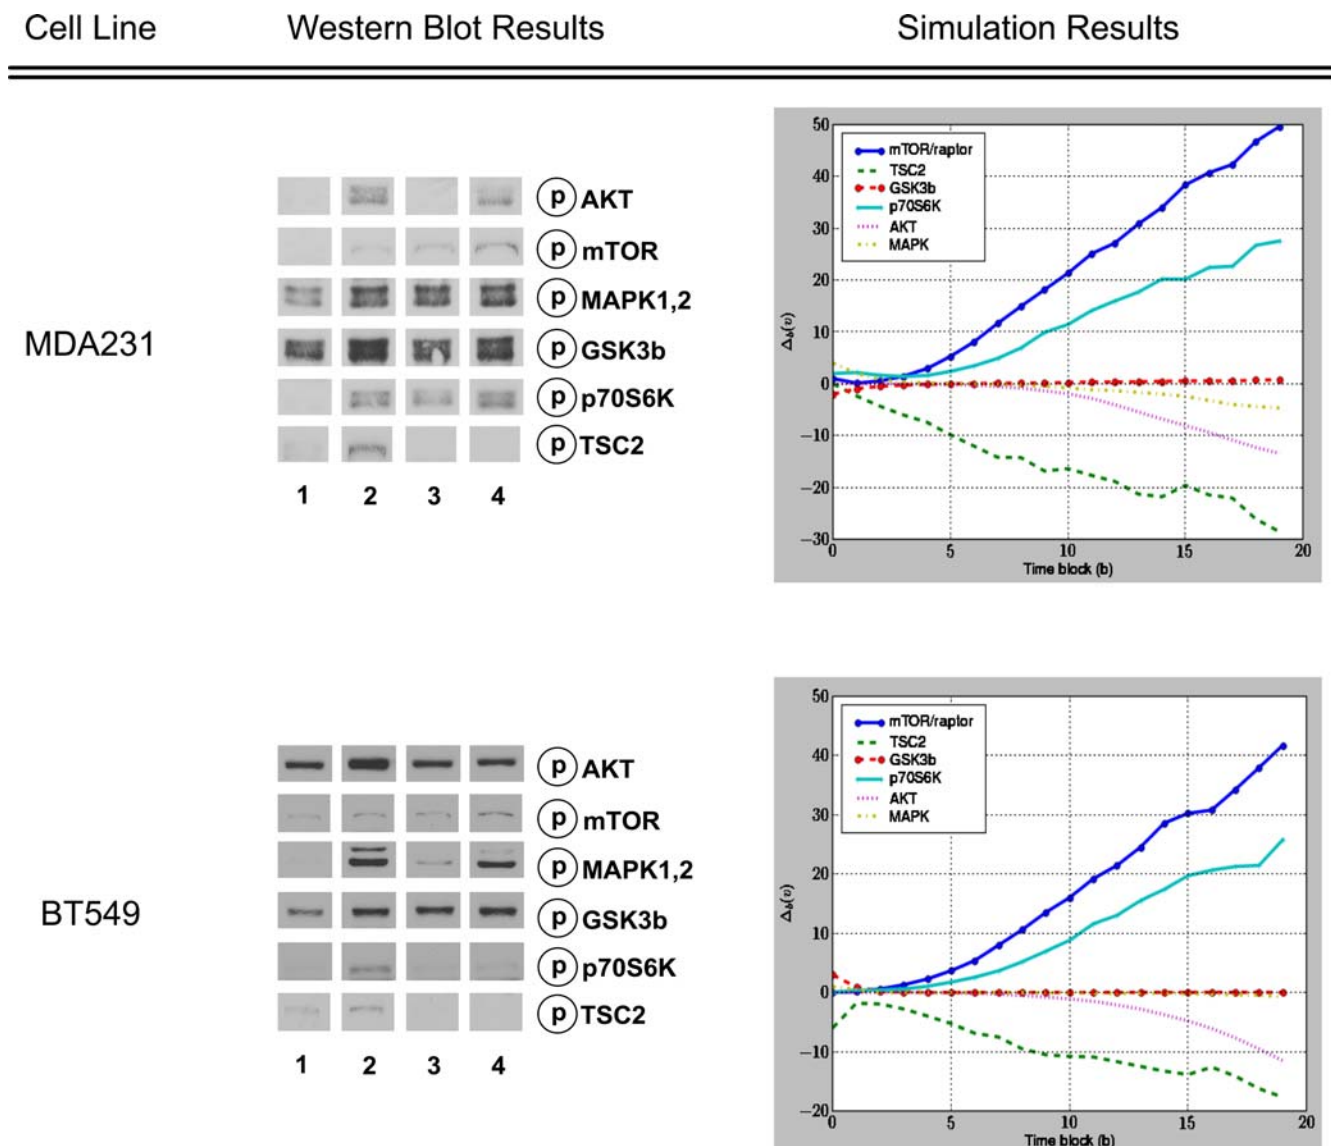 Cell Line Western Blot Results Simulation Results
MDA231
p AKT
p mTOR
p MAPK1,2
p GSK3b
p p70S6K
p TSC2
1 2 3 4
50
40
30
20
10
0
−10
−20
−30
Δb(v)
mTOR/raptor
TSC2
GSK3b
p70S6K
AKT
MAPK
0 5 10 15 20
Time block (b)
BT549
p AKT
p mTOR
p MAPK1,2
p GSK3b
p p70S6K
p TSC2
1 2 3 4
50
40
30
20
10
0
−10
−20
Δb(v)
mTOR/raptor
TSC2
GSK3b
p70S6K
AKT
MAPK
0 5 10 15 20
Time block (b)